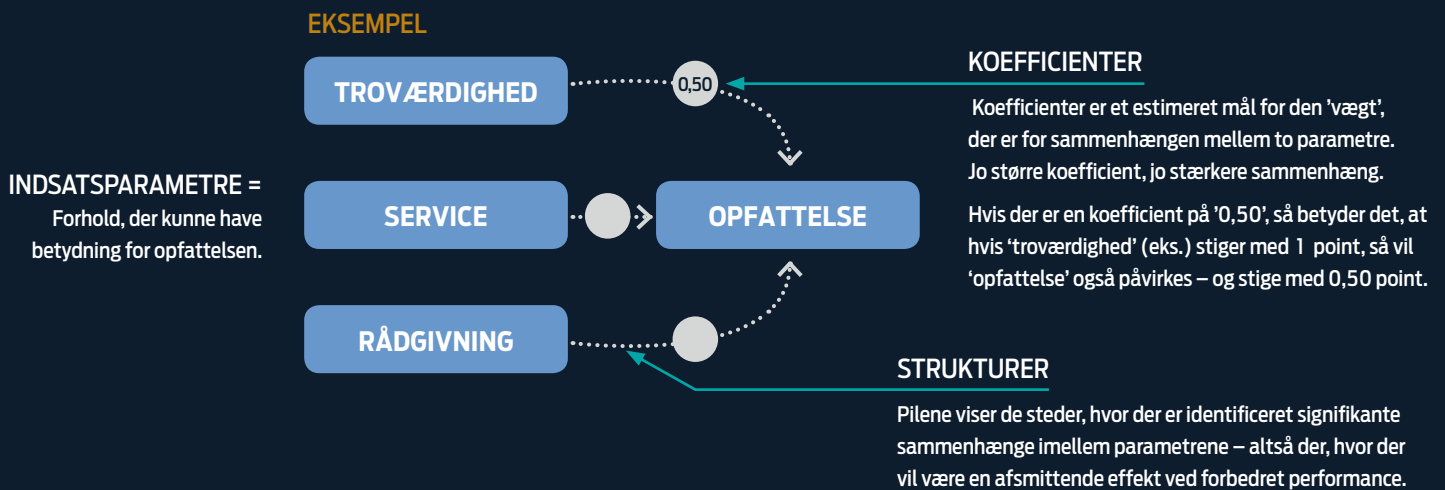 EKSEMPEL
TROVÆRDIGHED
0,50
KOEFFICIENTER
Koefficienter er et estimeret mål for den ’vægt’,
der er for sammenhængen mellem to parametre.
Jo større koefficient, jo stærkere sammenhæng.
Hvis der er en koefficient på ’0,50’, så betyder det, at
hvis ‘troværdighed’ (eks.) stiger med 1 point, så vil
‘opfattelse’ også påvirkes – og stige med 0,50 point.
INDSATSPARAMETRE =
Forhold, der kunne have
betydning for opfattelsen.
SERVICE
OPFATTELSE
RÅDGIVNING
STRUKTURER
Pilene viser de steder, hvor der er identificeret signifikante
sammenhænge imellem parametrene – altså der, hvor der
vil være en afsmittende effekt ved forbedret performance.